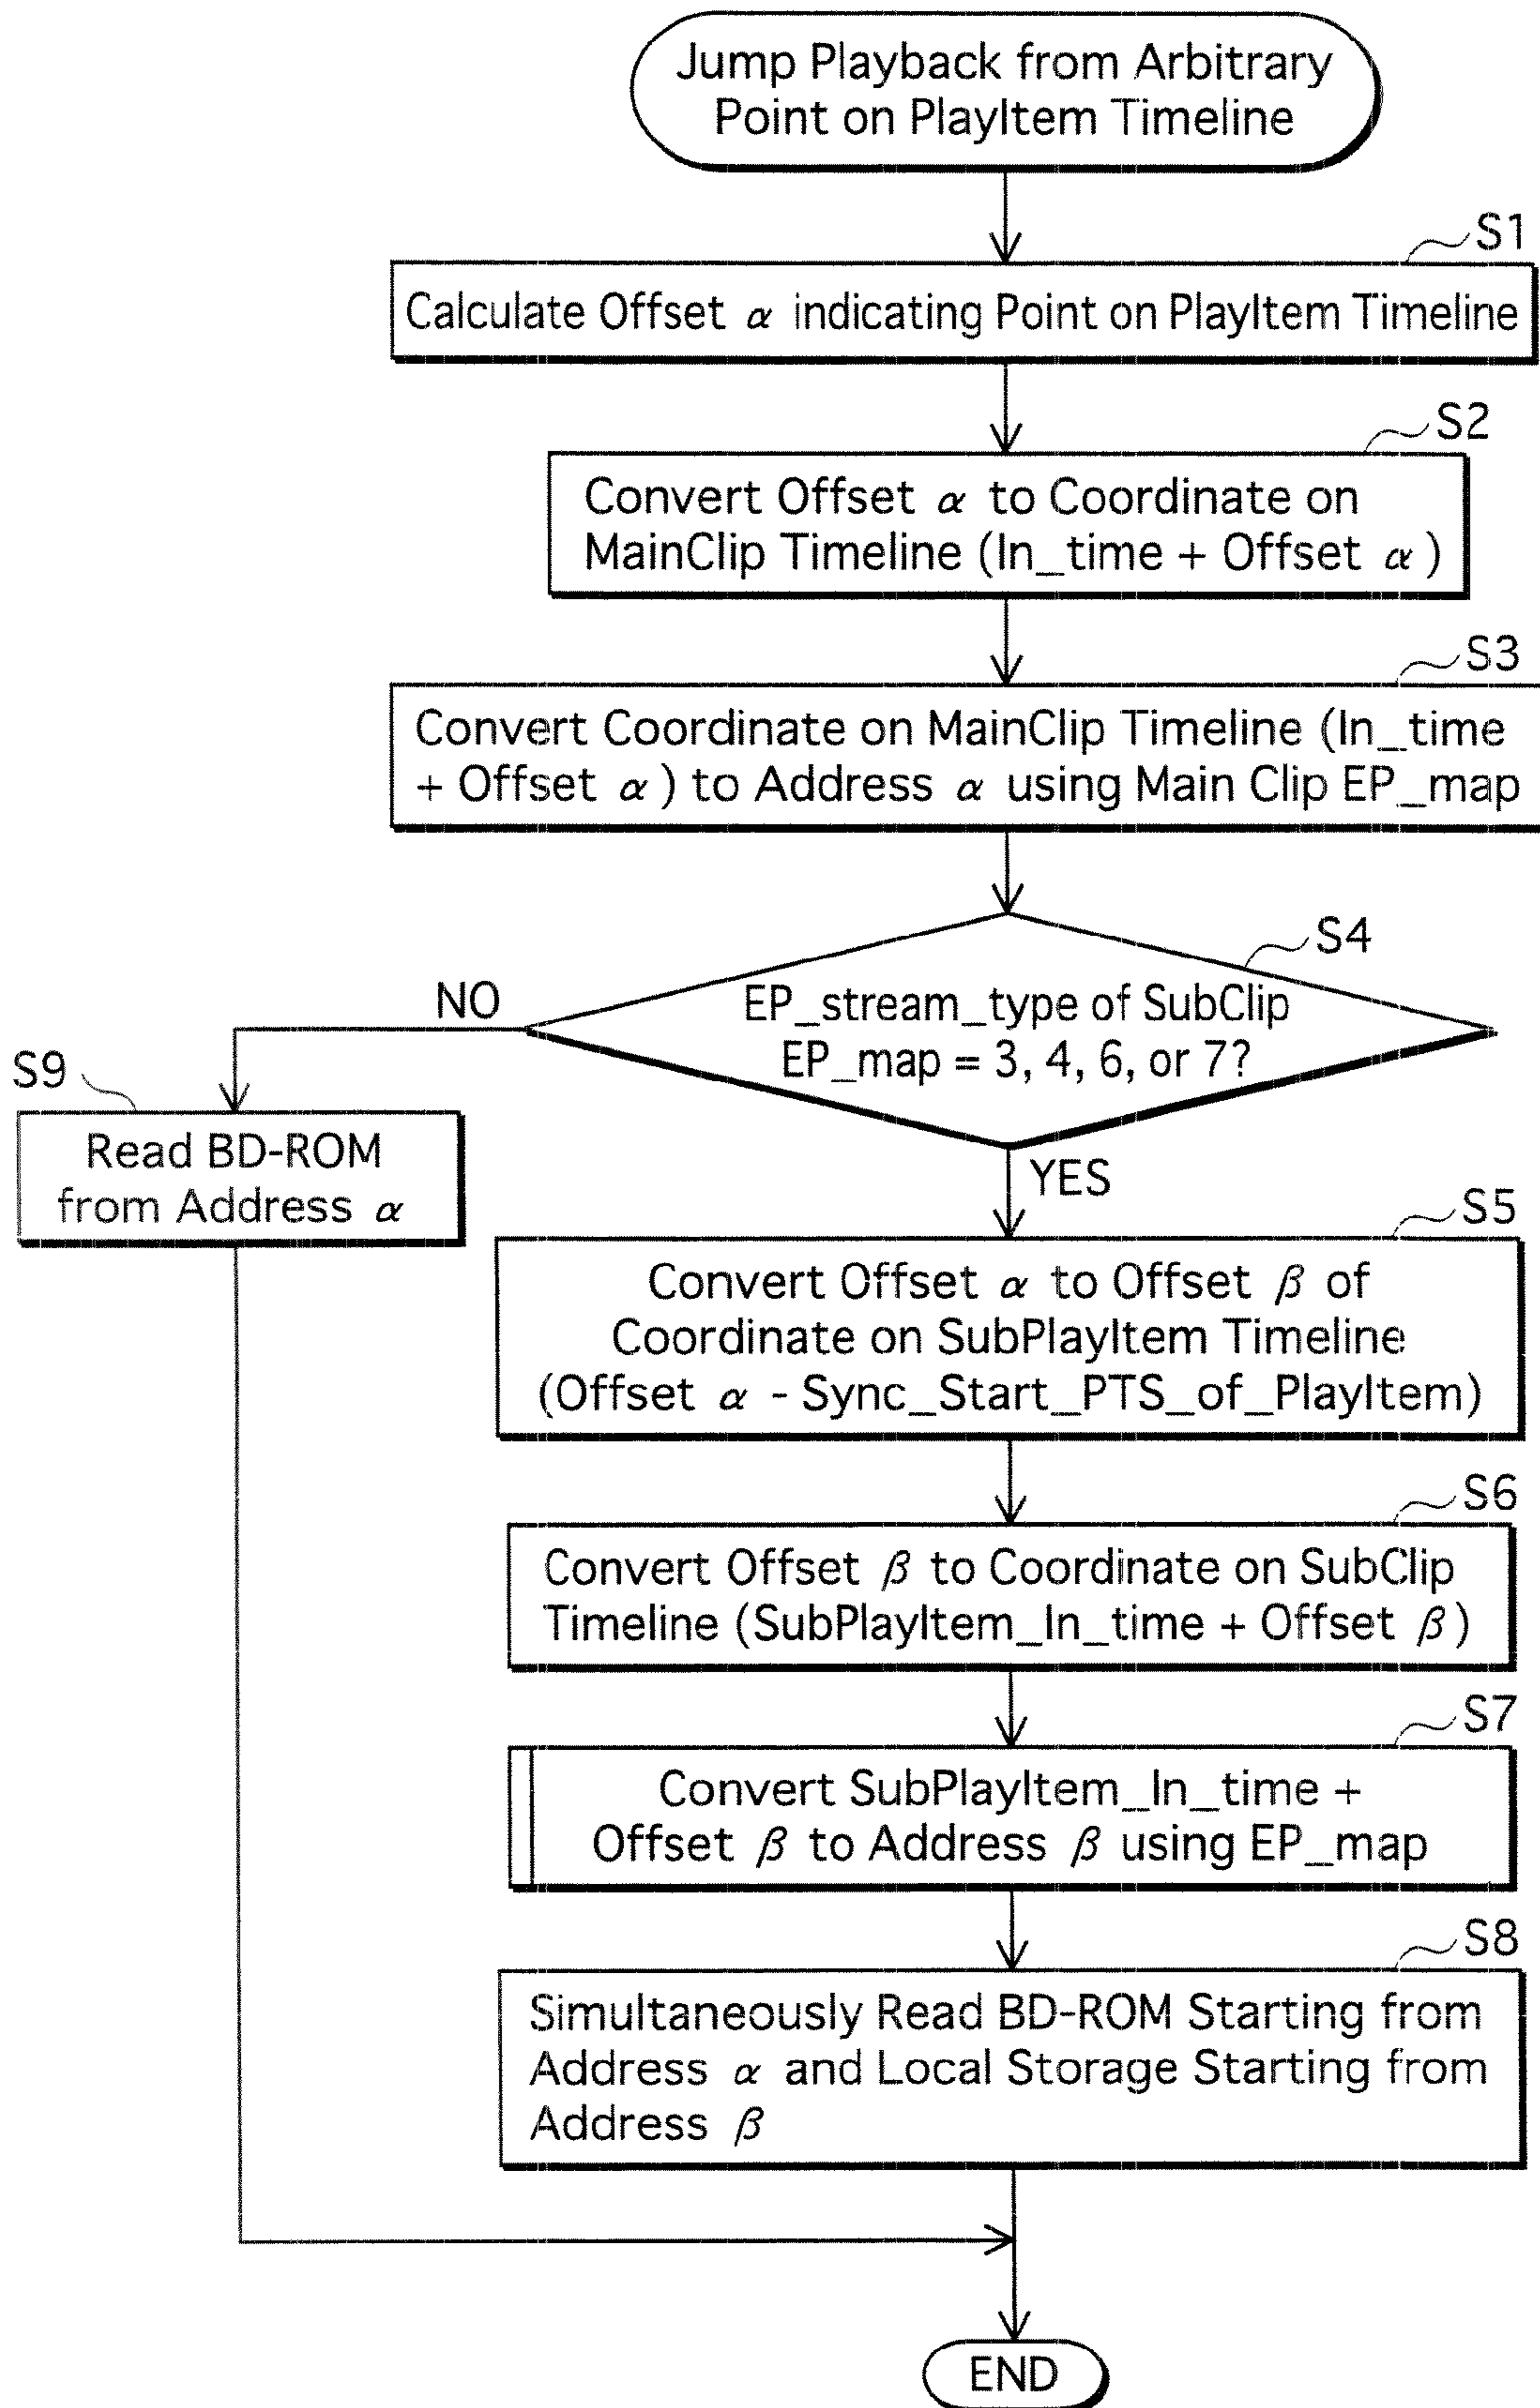 Jump Playback from Arbitrary
Point on PlayItem Timeline
S1
Calculate Offset α indicating Point on PlayItem Timeline
S2
Convert Offset α to Coordinate on
MainClip Timeline (In_time + Offset α)
S3
Convert Coordinate on MainClip Timeline (In_time
+ Offset α) to Address α using Main Clip EP_map
S4
EP_stream_type of SubClip
EP_map = 3, 4, 6, or 7?
NO
YES
S9
Read BD-ROM
from Address α
S5
Convert Offset α to Offset β of
Coordinate on SubPlayItem Timeline
(Offset α - Sync_Start_PTS_of_PlayItem)
S6
Convert Offset β to Coordinate on SubClip
Timeline (SubPlayItem_In_time + Offset β)
S7
Convert SubPlayItem_In_time +
Offset β to Address β using EP_map
S8
Simultaneously Read BD-ROM Starting from
Address α and Local Storage Starting from
Address β
END